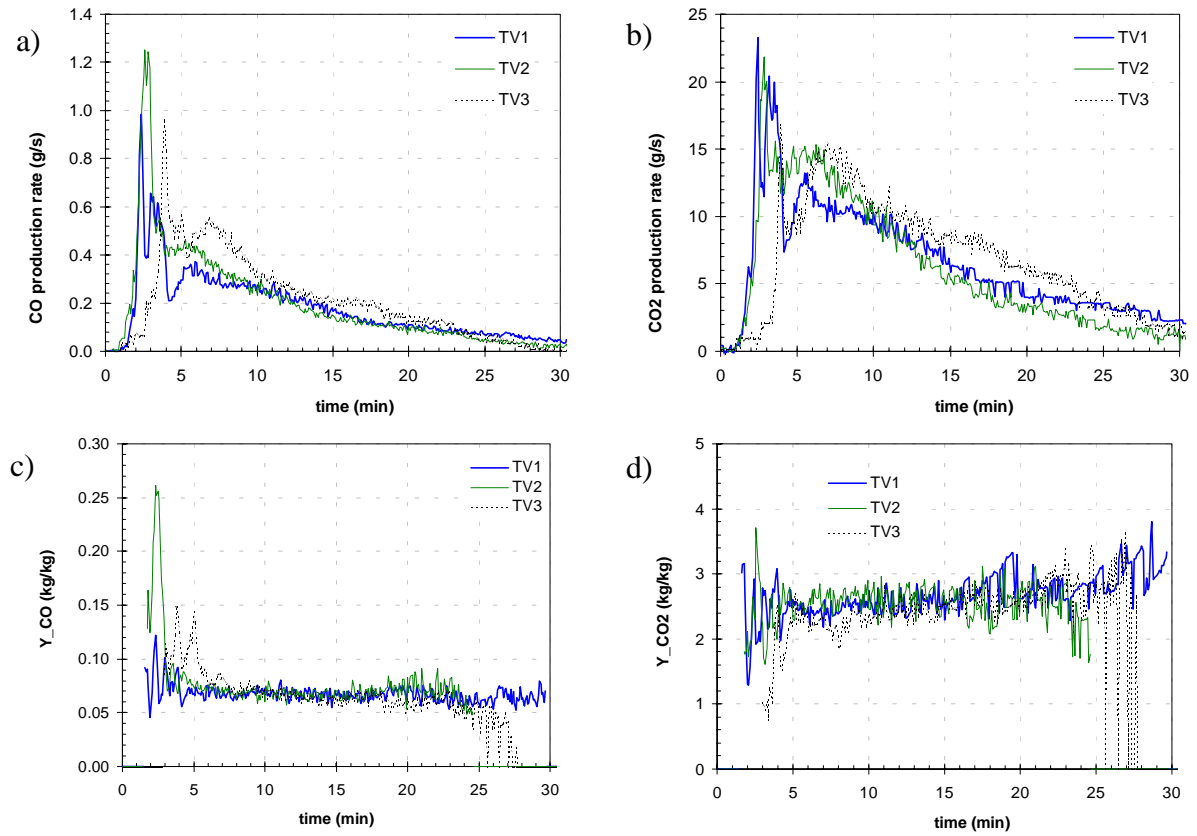 a)
CO production rate (g/s)
1.4
1.2
1.0
0.8
0.6
0.4
0.2
0.0
0 5 10 15 20 25 30
time (min)
TV1
TV2
TV3
b)
CO2 production rate (g/s)
25
20
15
10
5
0
0 5 10 15 20 25 30
time (min)
TV1
TV2
TV3
c)
Y_CO (kg/kg)
0.30
0.25
0.20
0.15
0.10
0.05
0.00
0 5 10 15 20 25 30
time (min)
TV1
TV2
TV3
d)
Y_CO2 (kg/kg)
5
4
3
2
1
0
0 5 10 15 20 25 30
time (min)
TV1
TV2
TV3